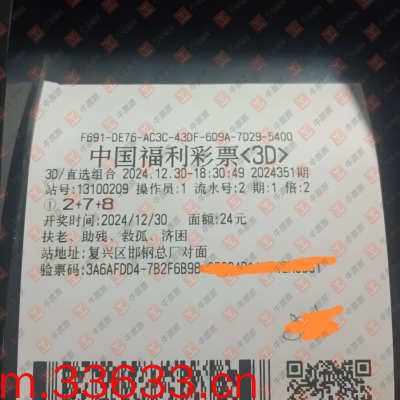 F691-DE76-AC3C-43DF-6D9A-7D29-5400
中国福利彩票<3D>
3D/直选组合 2024.12.30-18:30:49 2024351期
站号:13100209 操作员:1 流水号:2 期:1 倍:2
① 2+7+8
开奖时间:2024/12/30 面额:24元
扶老、助残、救孤、济困
站地址:复兴区邯钢总厂对面
验票码:3A6AFDD4-7B2F6B9B-
m.33633.cn